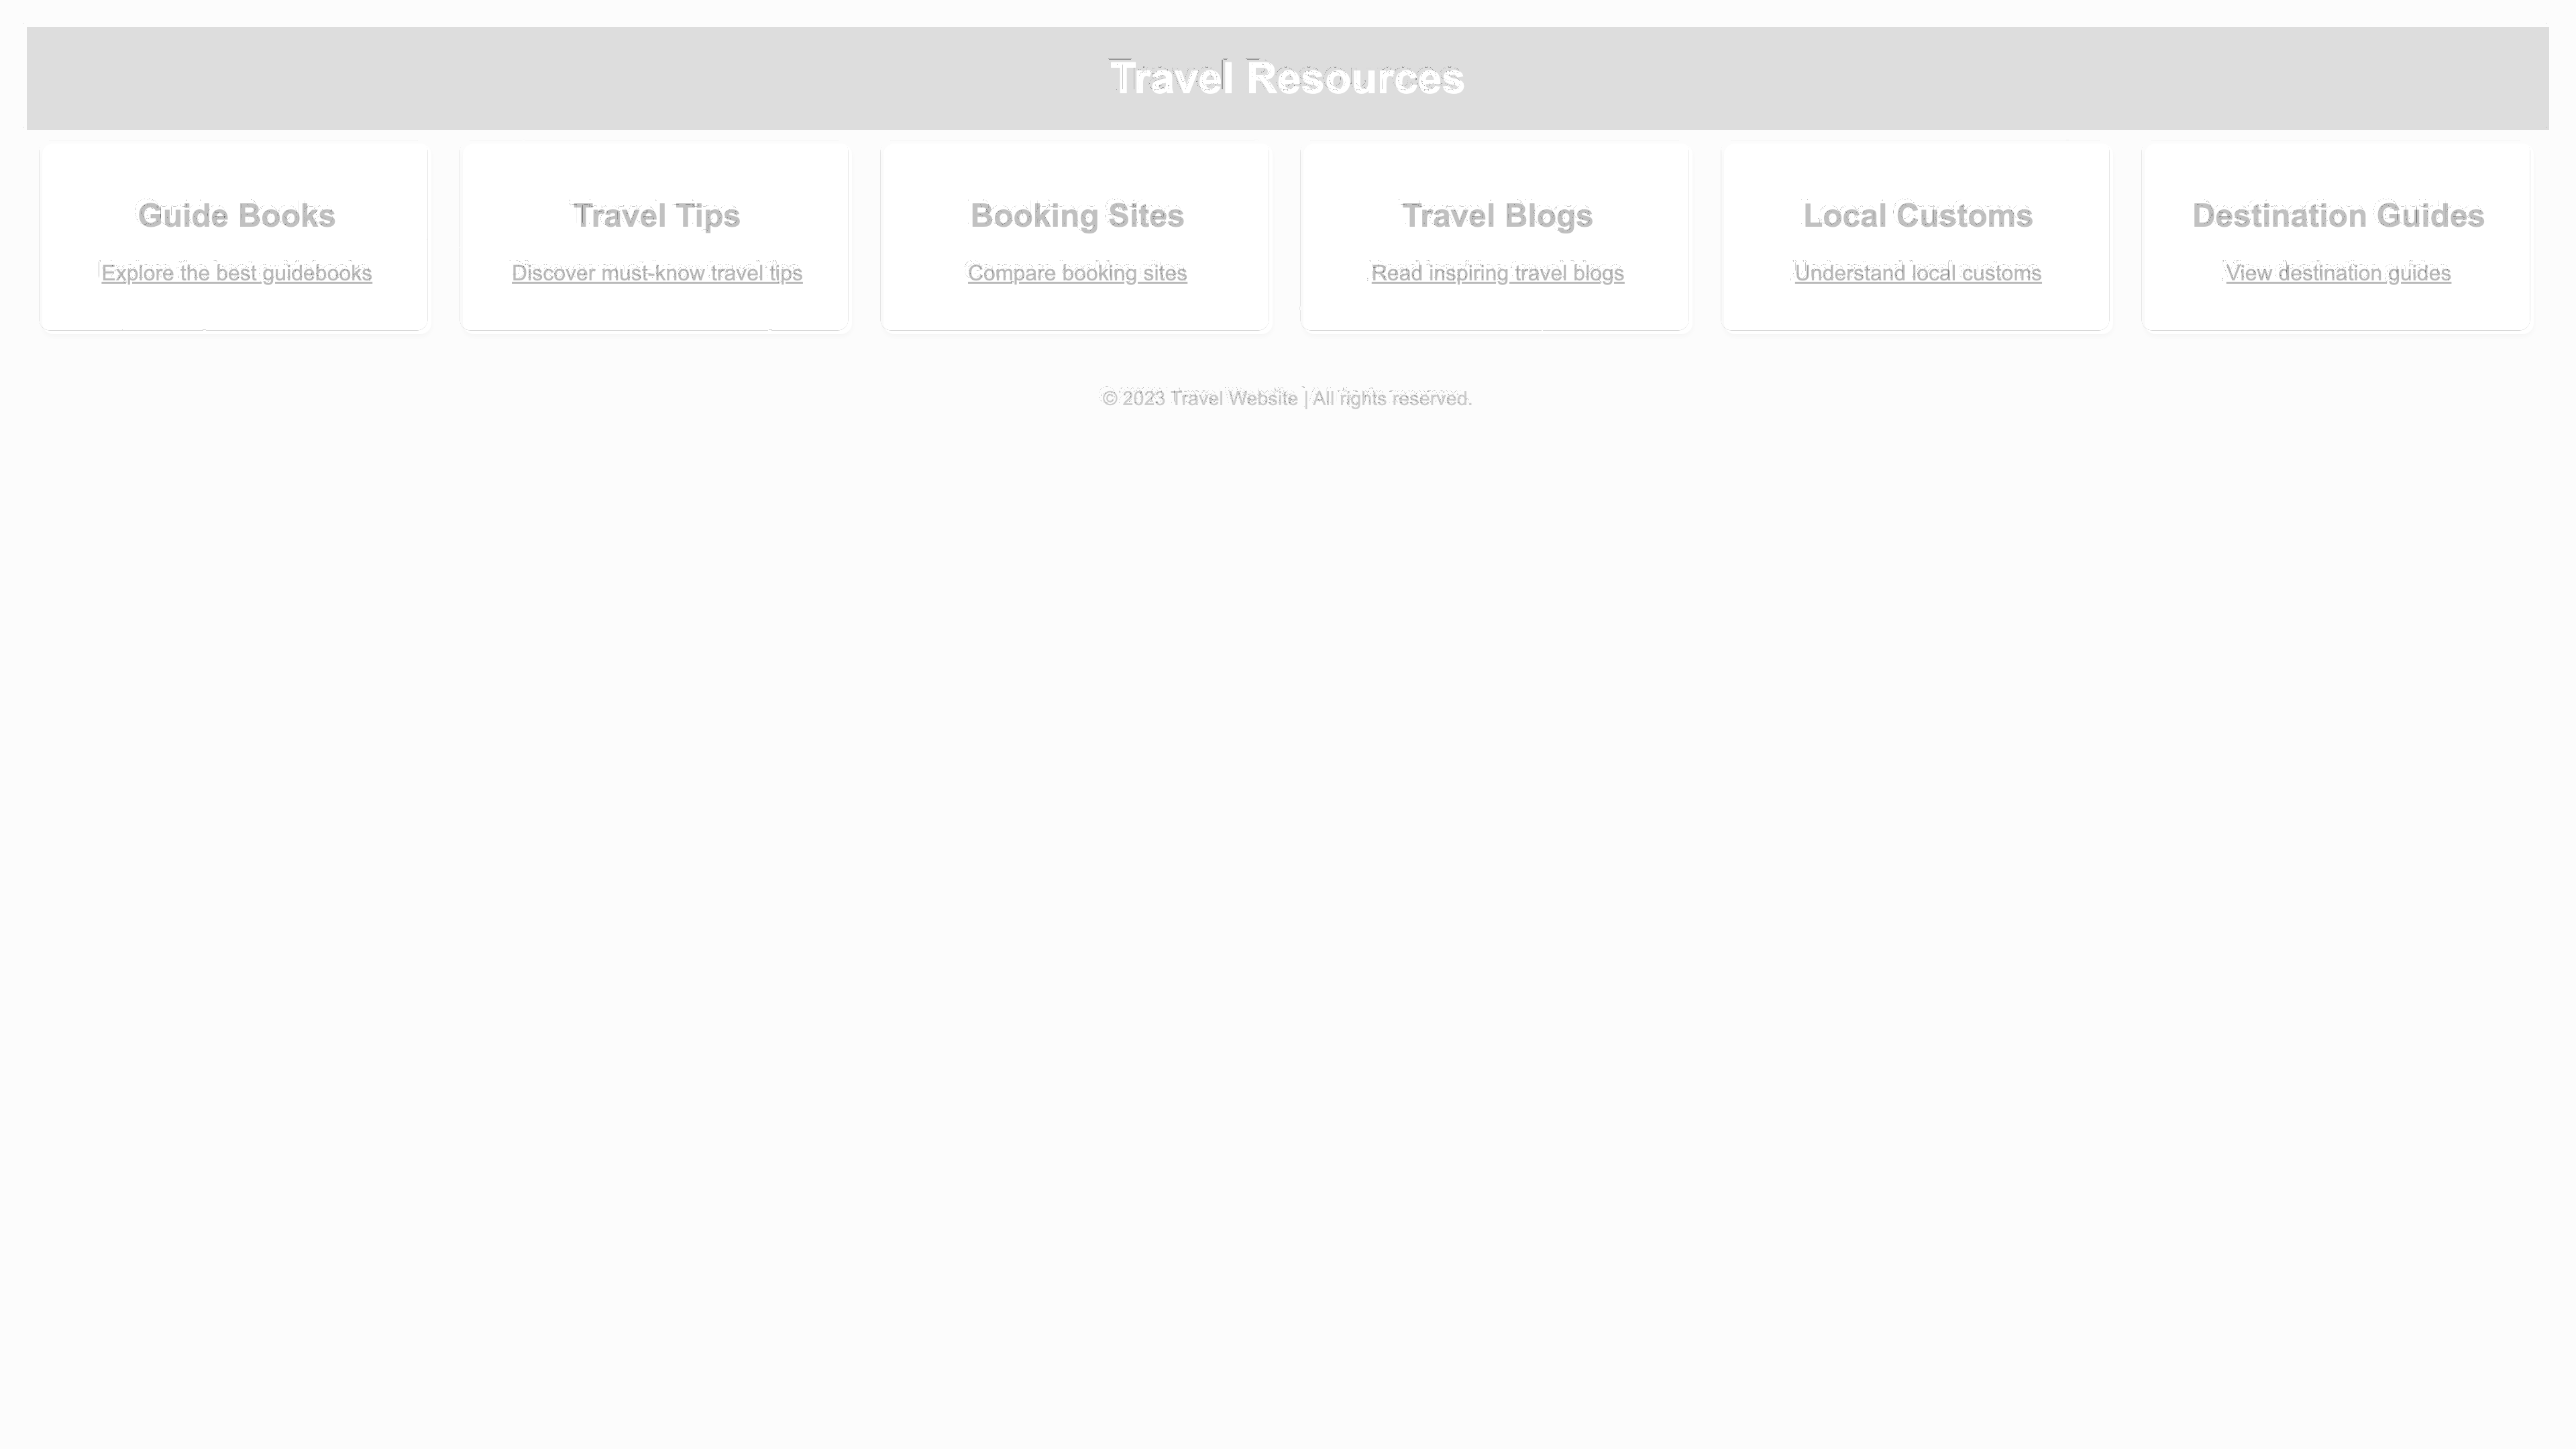 Travel Resources
Guide Books
Explore the best guidebooks
Travel Tips
Discover must-know travel tips
Booking Sites
Compare booking sites
Travel Blogs
Read inspiring travel blogs
Local Customs
Understand local customs
Destination Guides
View destination guides
© 2023 Travel Website | All rights reserved.